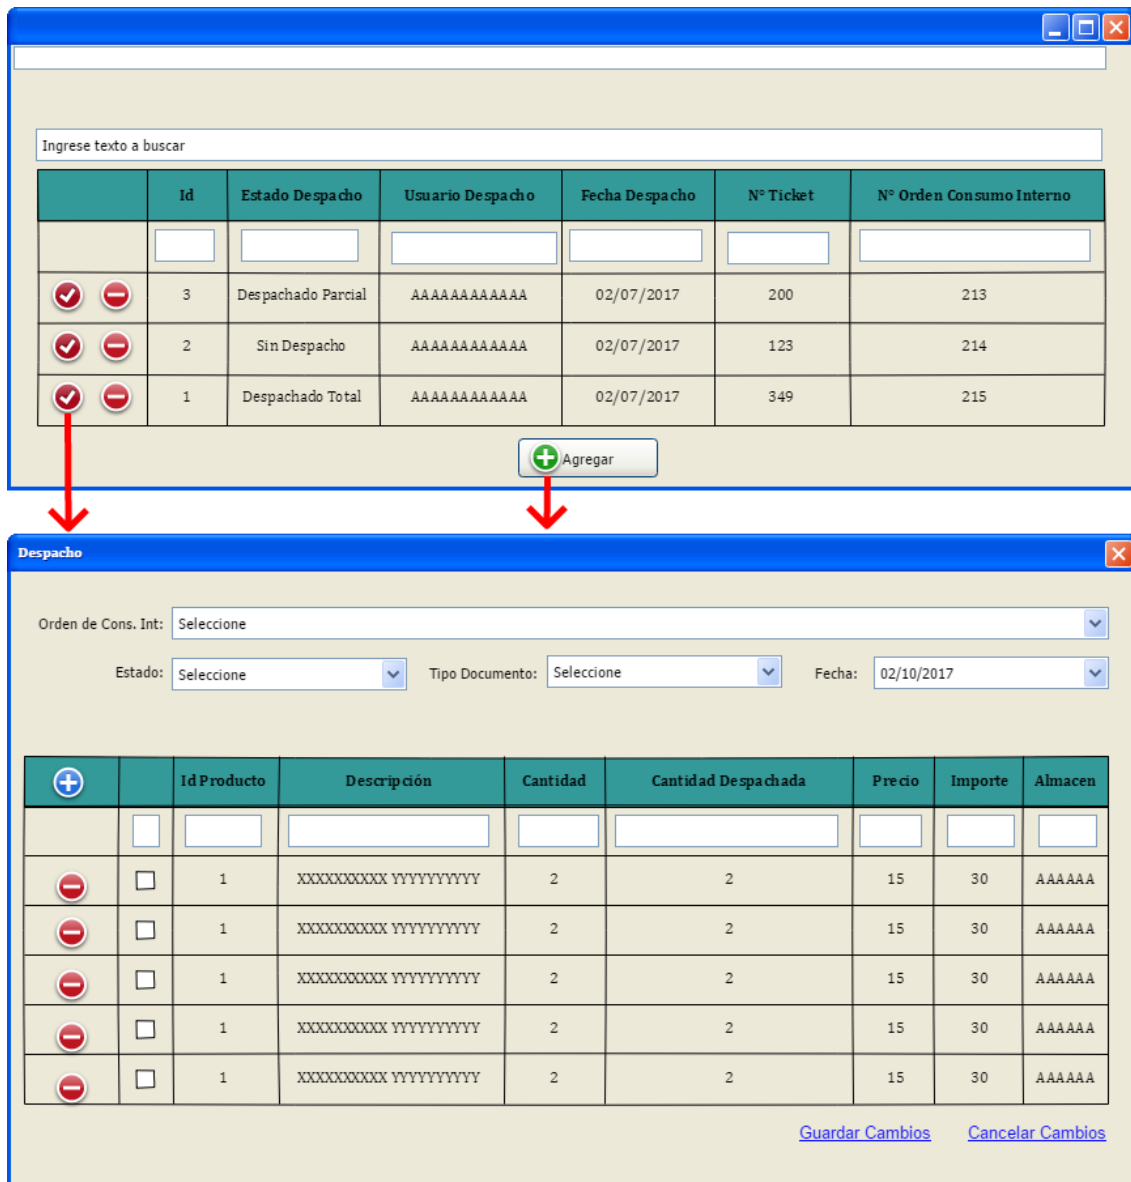 Ingrese texto a buscar
Id Estado Despacho Usuario Despacho Fecha Despacho N° Ticket N° Orden Consumo Interno
3 Despachado Parcial AAAAAAAAAAAA 02/07/2017 200 213
2 Sin Despacho AAAAAAAAAAAA 02/07/2017 123 214
1 Despachado Total AAAAAAAAAAAA 02/07/2017 349 215
Agregar
Despacho
Orden de Cons. Int: Seleccione
Estado: Seleccione Tipo Documento: Seleccione Fecha: 02/10/2017
Id Producto Descripción Cantidad Cantidad Despachada Precio Importe Almacen
1 XXXXXXXXXX YYYYYYYYYY 2 2 15 30 AAAAAA
1 XXXXXXXXXX YYYYYYYYYY 2 2 15 30 AAAAAA
1 XXXXXXXXXX YYYYYYYYYY 2 2 15 30 AAAAAA
1 XXXXXXXXXX YYYYYYYYYY 2 2 15 30 AAAAAA
1 XXXXXXXXXX YYYYYYYYYY 2 2 15 30 AAAAAA
Guardar Cambios Cancelar Cambios